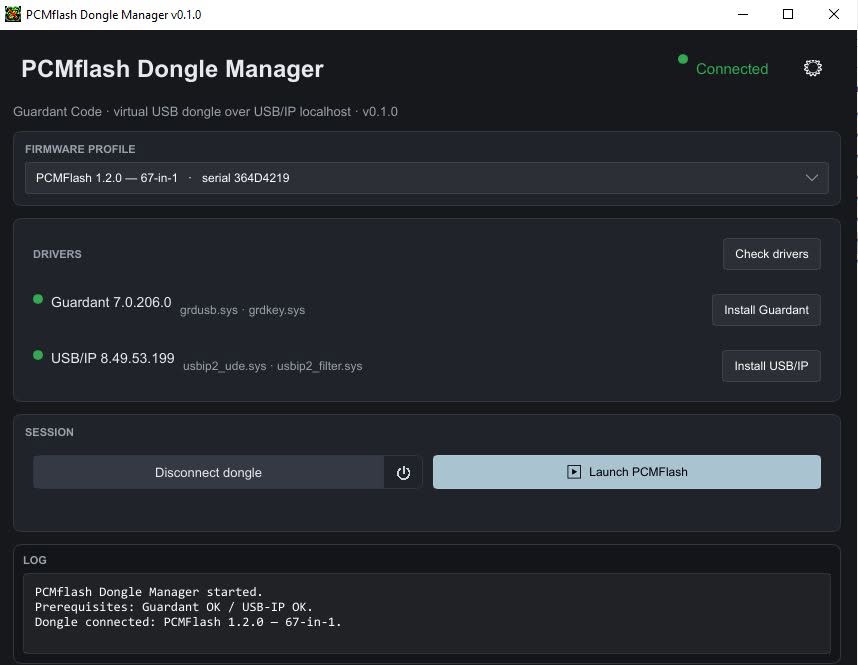 PCMflash Dongle Manager v0.1.0
PCMflash Dongle Manager
Connected
Guardant Code · virtual USB dongle over USB/IP localhost · v0.1.0
FIRMWARE PROFILE
PCMFlash 1.2.0 — 67-in-1 · serial 364D4219
DRIVERS
Check drivers
Guardant 7.0.206.0 grdusb.sys · grdkey.sys
Install Guardant
USB/IP 8.49.53.199 usbip2_ude.sys · usbip2_filter.sys
Install USB/IP
SESSION
Disconnect dongle
Launch PCMFlash
LOG
PCMflash Dongle Manager started.
Prerequisites: Guardant OK / USB-IP OK.
Dongle connected: PCMFlash 1.2.0 — 67-in-1.